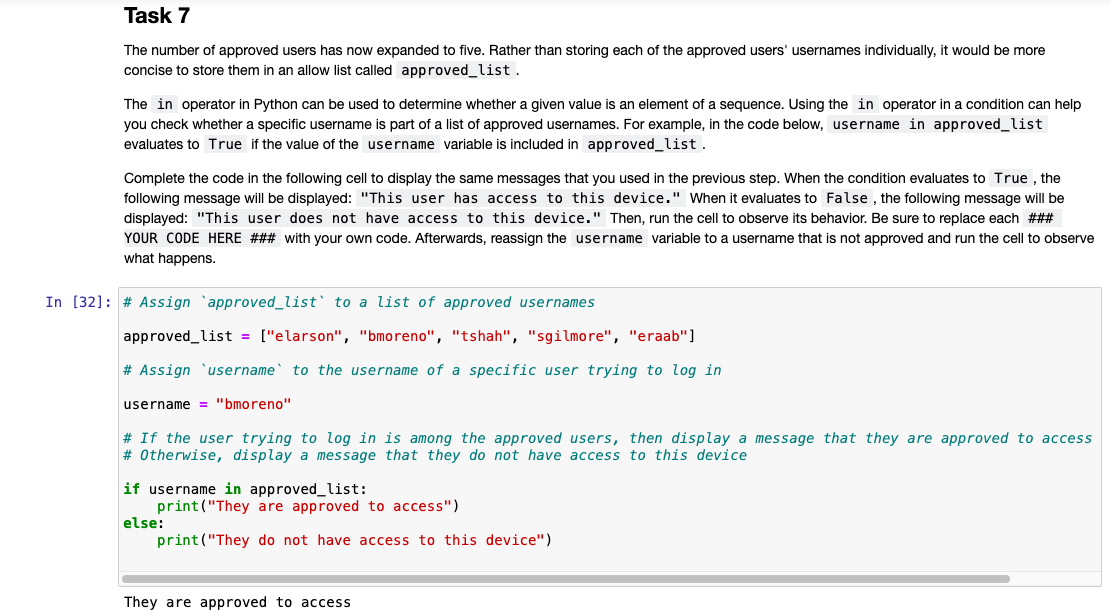 Task 7
The number of approved users has now expanded to five. Rather than storing each of the approved users' usernames individually, it would be more
concise to store them in an allow list called approved_list .
The in operator in Python can be used to determine whether a given value is an element of a sequence. Using the in operator in a condition can help
you check whether a specific username is part of a list of approved usernames. For example, in the code below, username in approved_list
evaluates to True if the value of the username variable is included in approved_list .
Complete the code in the following cell to display the same messages that you used in the previous step. When the condition evaluates to True , the
following message will be displayed: "This user has access to this device." When it evaluates to False , the following message will be
displayed: "This user does not have access to this device." Then, run the cell to observe its behavior. Be sure to replace each ###
YOUR CODE HERE ### with your own code. Afterwards, reassign the username variable to a username that is not approved and run the cell to observe
what happens.
In [32]: # Assign `approved_list` to a list of approved usernames
approved_list = ["elarson", "bmoreno", "tshah", "sgilmore", "eraab"]
# Assign `username` to the username of a specific user trying to log in
username = "bmoreno"
# If the user trying to log in is among the approved users, then display a message that they are approved to access
# Otherwise, display a message that they do not have access to this device
if username in approved_list:
    print("They are approved to access")
else:
    print("They do not have access to this device")
They are approved to access